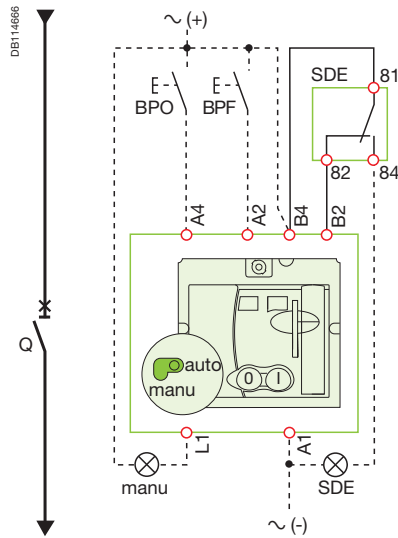 DB114666
~ (+)
SDE
81
BPO
BPF
82
84
A4
A2
B4
B2
Q
auto
manu
0
I
L1
A1
manu
SDE
~ (-)